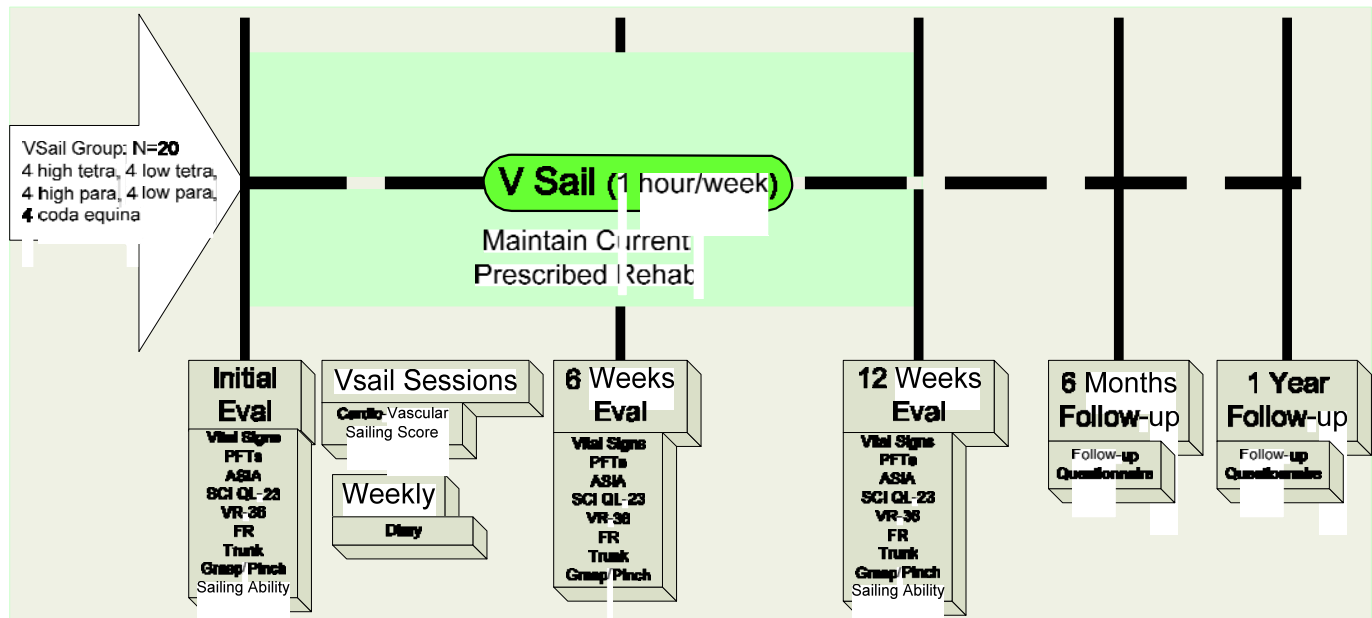 VSail Group: N=20
4 high tetra, 4 low tetra,
4 high para, 4 low para,
4 coda equina
V Sail (1 hour/week)
Maintain Current
Prescribed Rehab
Initial
Eval
Vital Signs
PFTs
ASIA
SCI QL-23
VR-36
FR
Trunk
Grasp/Pinch
Sailing Ability
Vsail Sessions
Cardio-Vascular
Sailing Score
Weekly
Diary
6 Weeks
Eval
Vital Signs
PFTs
ASIA
SCI QL-23
VR-36
FR
Trunk
Grasp/Pinch
12 Weeks
Eval
Vital Signs
PFTs
ASIA
SCI QL-23
VR-36
FR
Trunk
Grasp/Pinch
Sailing Ability
6 Months
Follow-up
Follow-up
Questionnaire
1 Year
Follow-up
Follow-up
Questionnaire